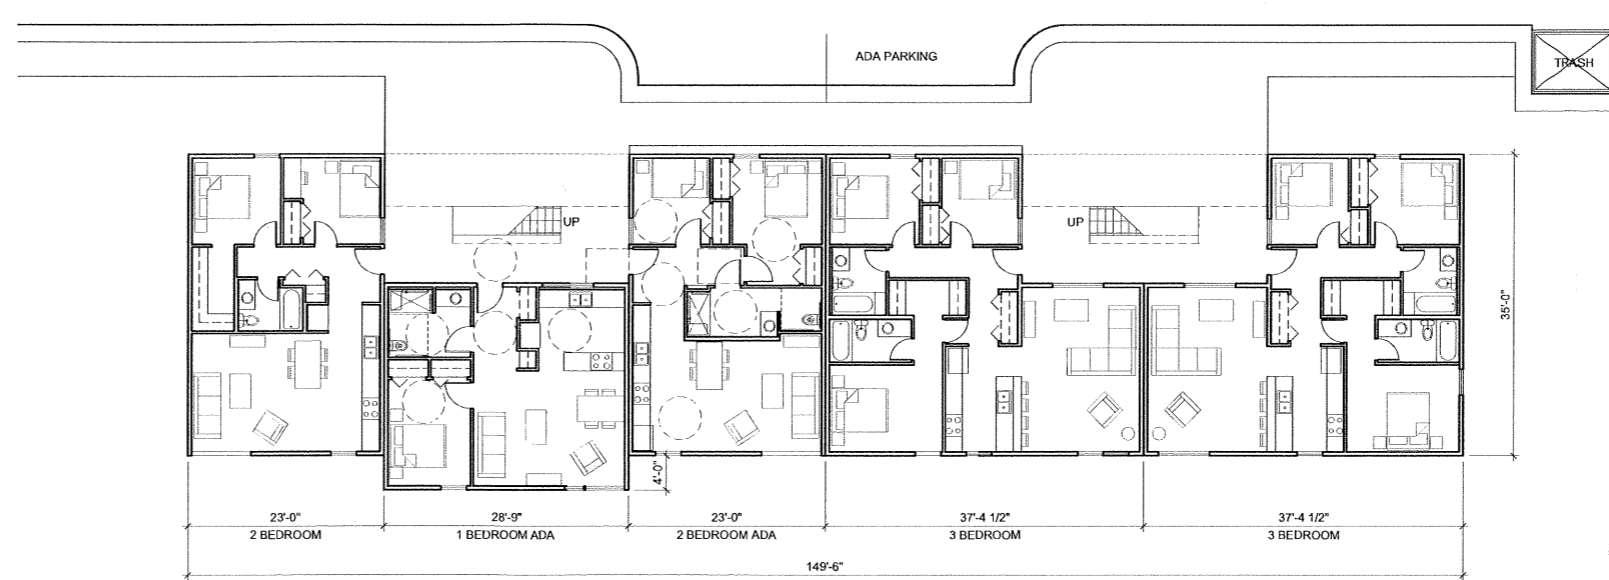 ADA PARKING
TRASH
UP
UP
35'-0"
4'-0"
23'-0"
28'-9"
23'-0"
37'-4 1/2"
37'-4 1/2"
2 BEDROOM
1 BEDROOM ADA
2 BEDROOM ADA
3 BEDROOM
3 BEDROOM
149'-6"